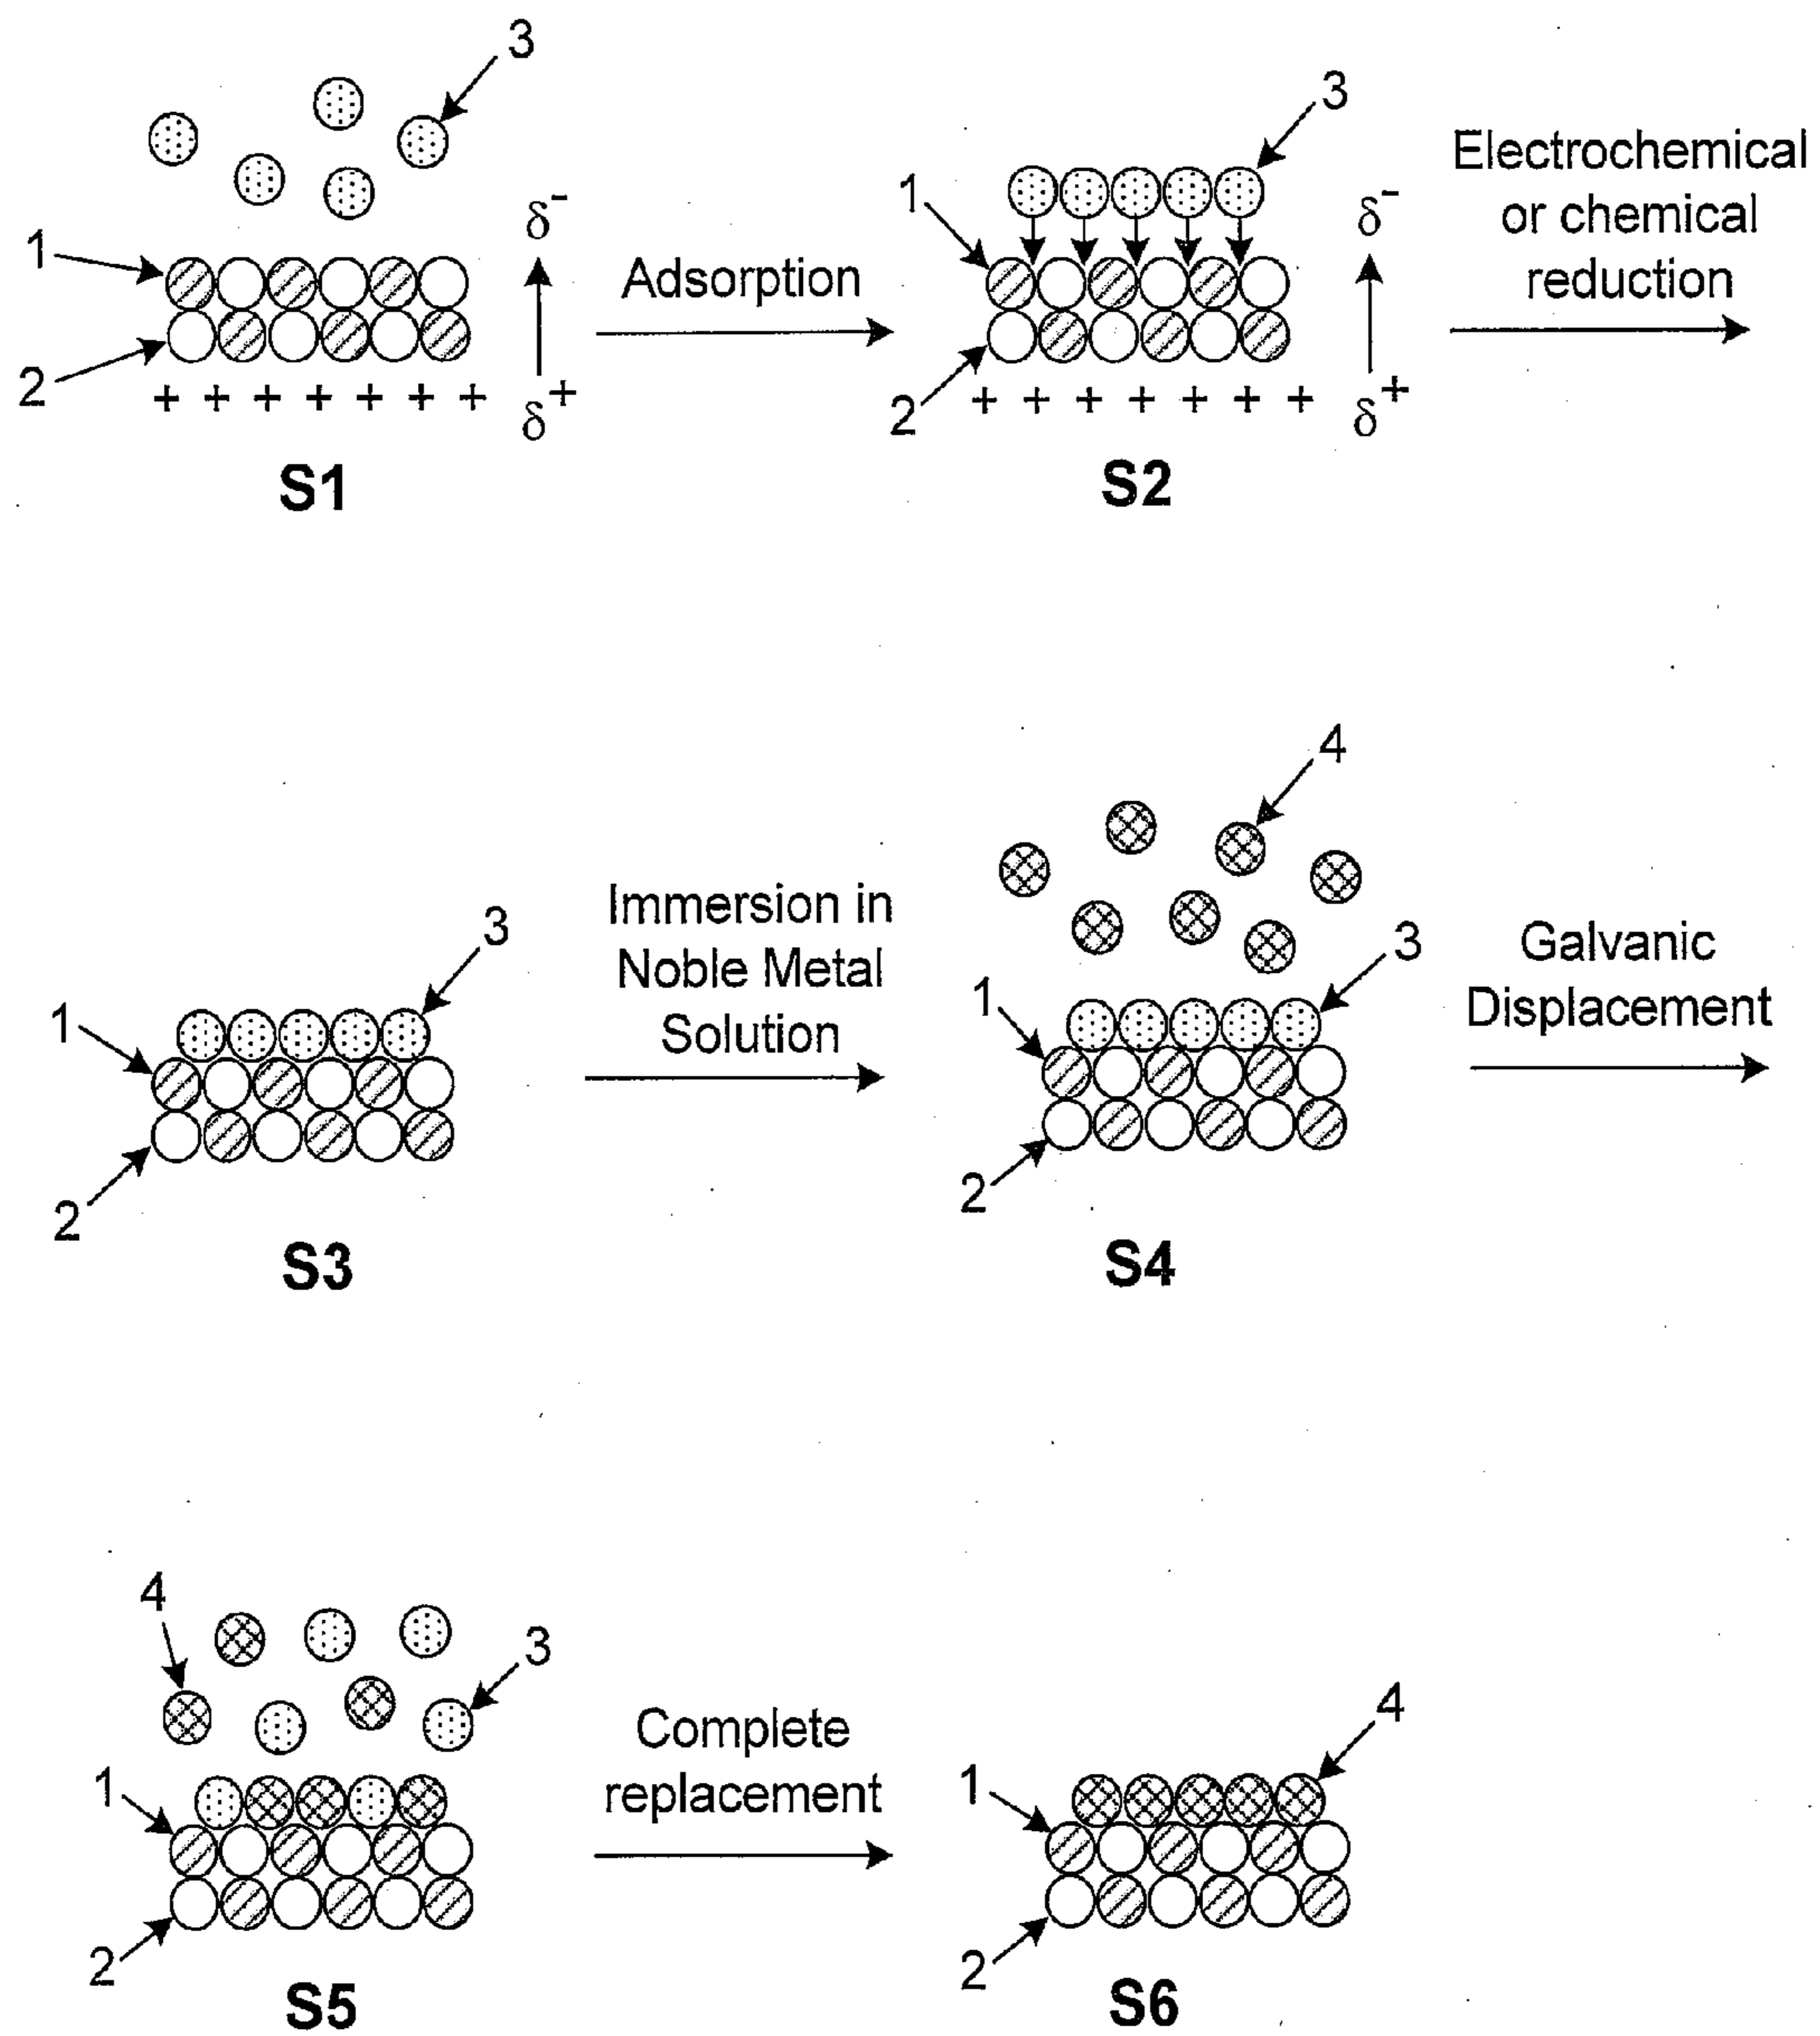 3
1
2
δ⁻
δ⁺
+ + + + + + +
S1
Adsorption
3
1
2
δ⁻
δ⁺
+ + + + + + +
S2
Electrochemical
or chemical
reduction
3
1
2
S3
Immersion in
Noble Metal
Solution
4
3
1
2
S4
Galvanic
Displacement
4
3
1
2
S5
Complete
replacement
4
1
2
S6